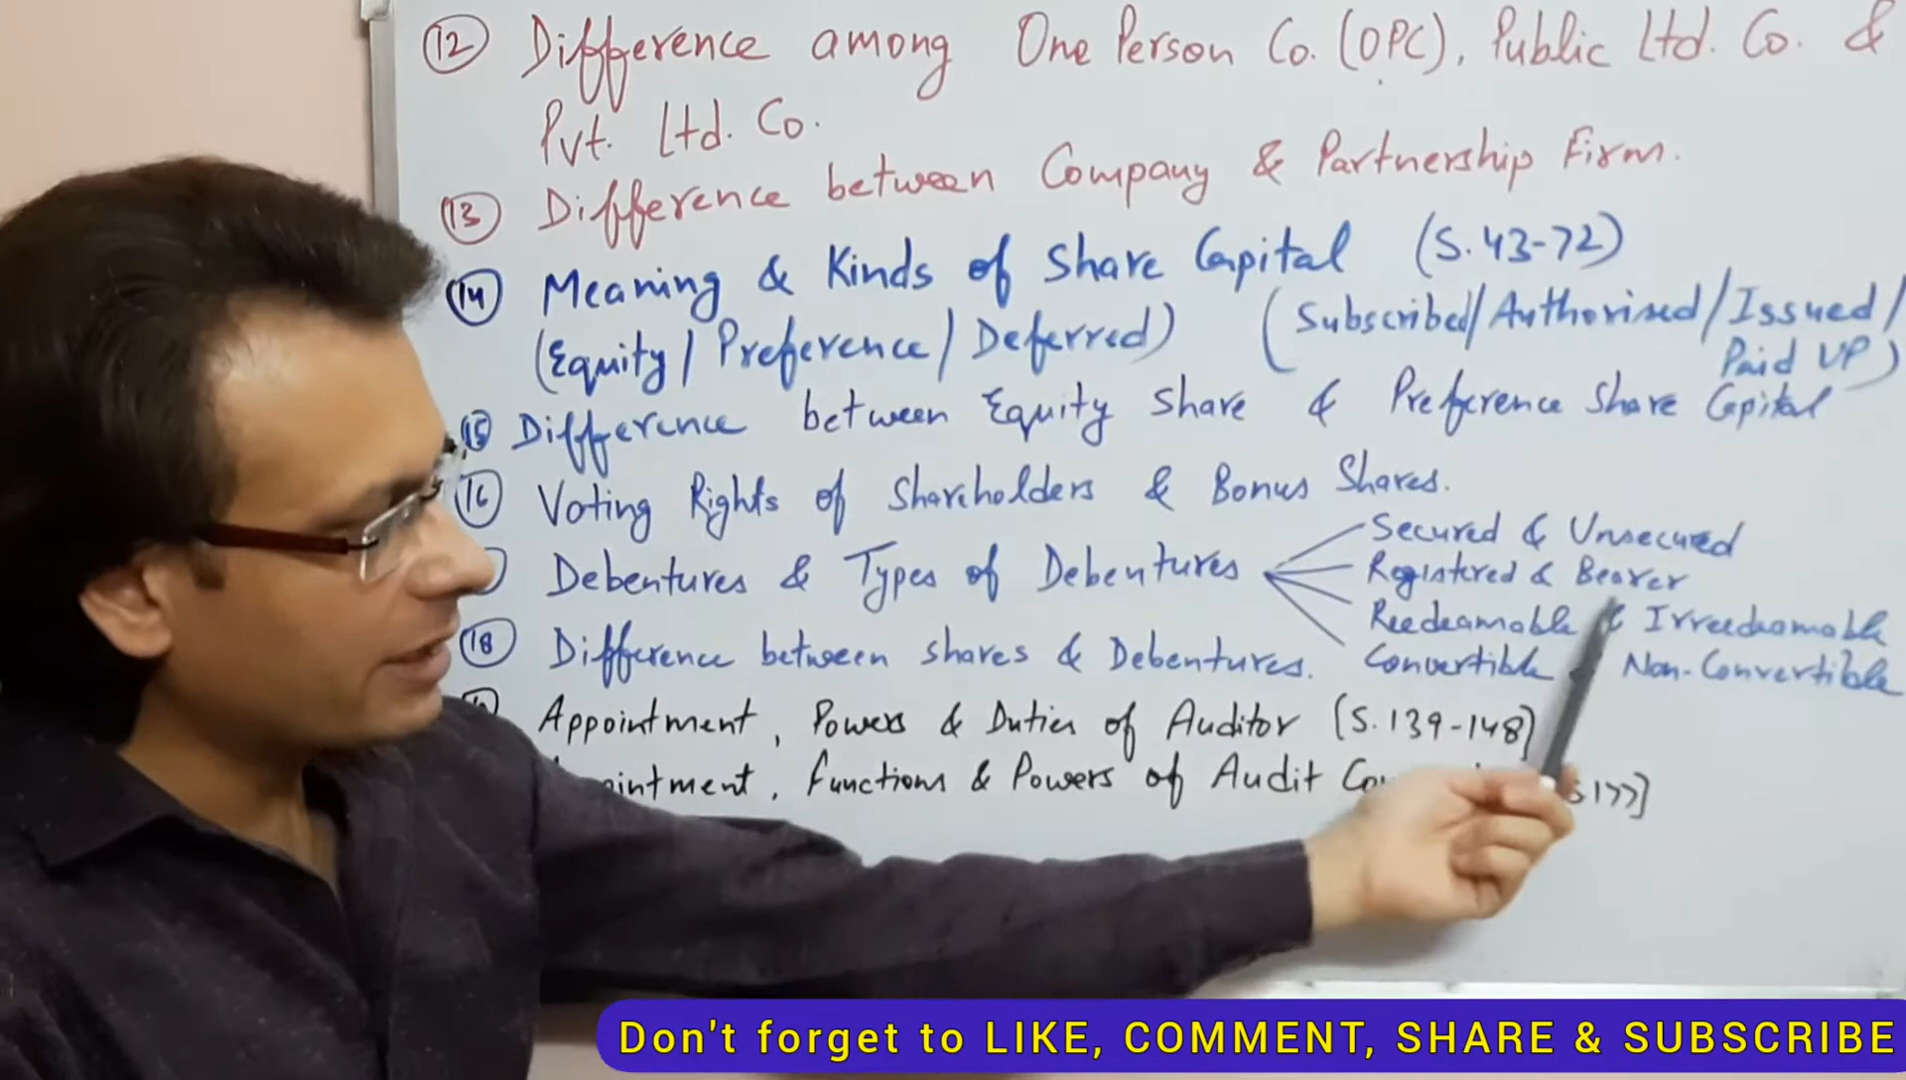 (12) Difference among One Person Co. (OPC), Public Ltd. Co. &
Pvt. Ltd. Co.
(13) Difference between Company & Partnership Firm.
(14) Meaning & Kinds of Share Capital (S.43-72)
(Equity/Preference/Deferred) (Subscribed/Authorised/Issued/
Paid UP)
(15) Difference between Equity Share & Preference Share Capital
(16) Voting Rights of Shareholders & Bonus Shares.
Debentures & Types of Debentures
Secured & Unsecured
Registered & Bearer
Reedeamable & Irreedeamable
Convertible Non-Convertible
(18) Difference between shares & Debentures.
Appointment, Powers & Duties of Auditor (S.139-148)
Functions & Powers of Audit
Don't forget to LIKE, COMMENT, SHARE & SUBSCRIBE